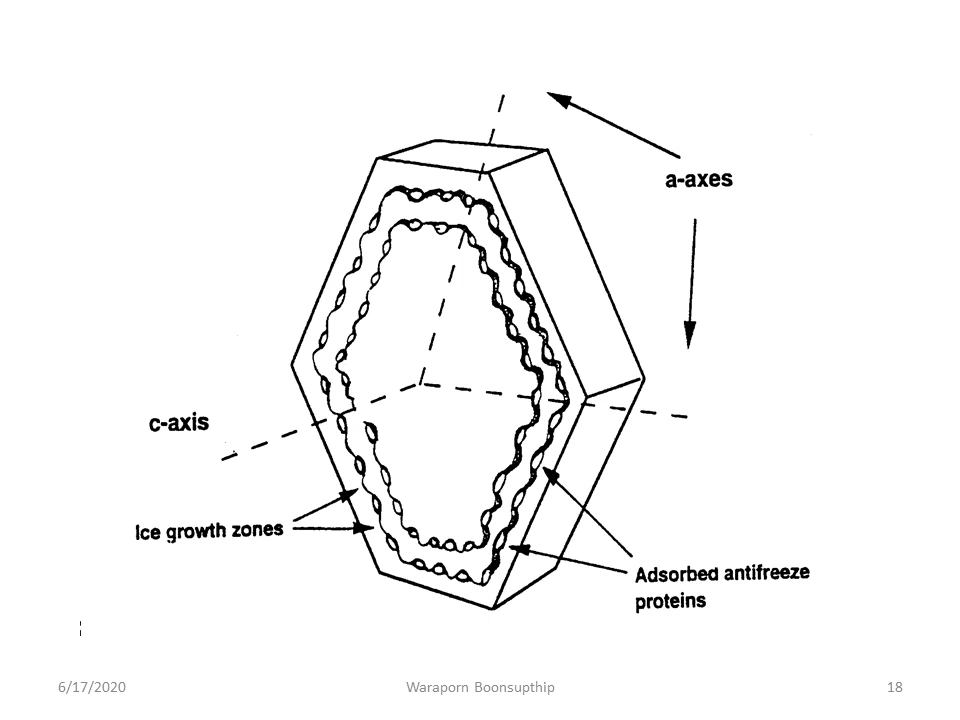 a-axes
c-axis
Ice growth zones
Adsorbed antifreeze
proteins
6/17/2020
Waraporn Boonsupthip
18